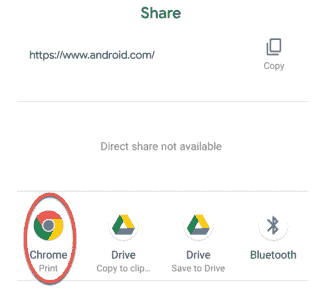 Share
https://www.android.com/
Copy
Direct share not available
Chrome
Print
Drive
Copy to clip...
Drive
Save to Drive
Bluetooth